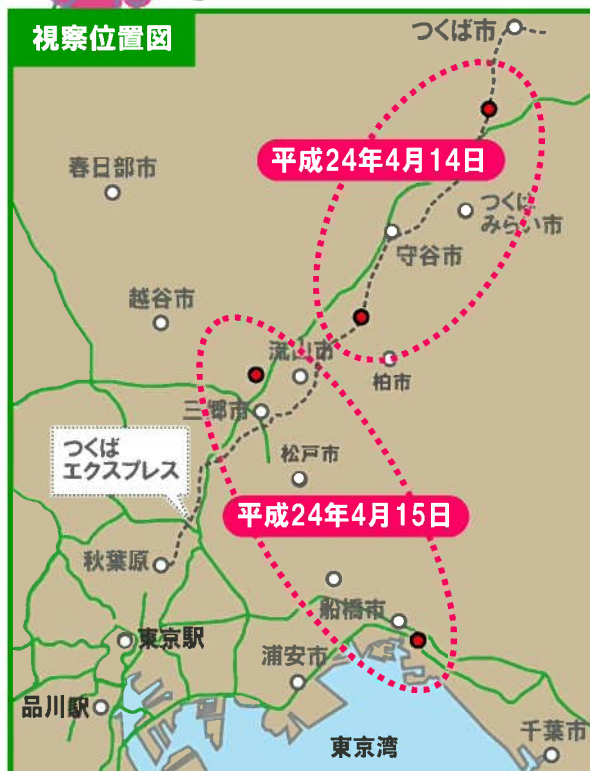 視察位置図
つくば市
平成24年4月14日
春日部市
つくば
みらい市
守谷市
越谷市
流山市
柏市
三郷市
つくば
エクスプレス
松戸市
平成24年4月15日
秋葉原
船橋市
東京駅
浦安市
品川駅
東京湾
千葉市